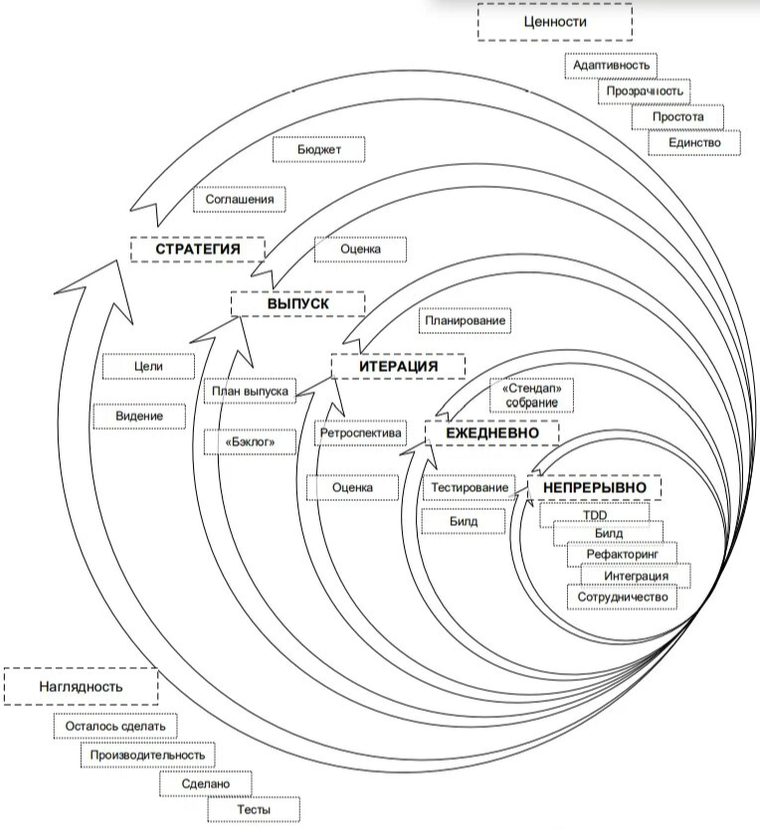 Ценности
Адаптивность
Прозрачность
Простота
Единство
Бюджет
Соглашения
СТРАТЕГИЯ
Оценка
ВЫПУСК
Планирование
ИТЕРАЦИЯ
Цели
План выпуска
«Стендап»
собрание
Видение
«Бэклог»
Ретроспектива
ЕЖЕДНЕВНО
Оценка
Тестирование
НЕПРЕРЫВНО
Билд
TDD
Билд
Рефакторинг
Интеграция
Сотрудничество
Наглядность
Осталось сделать
Производительность
Сделано
Тесты